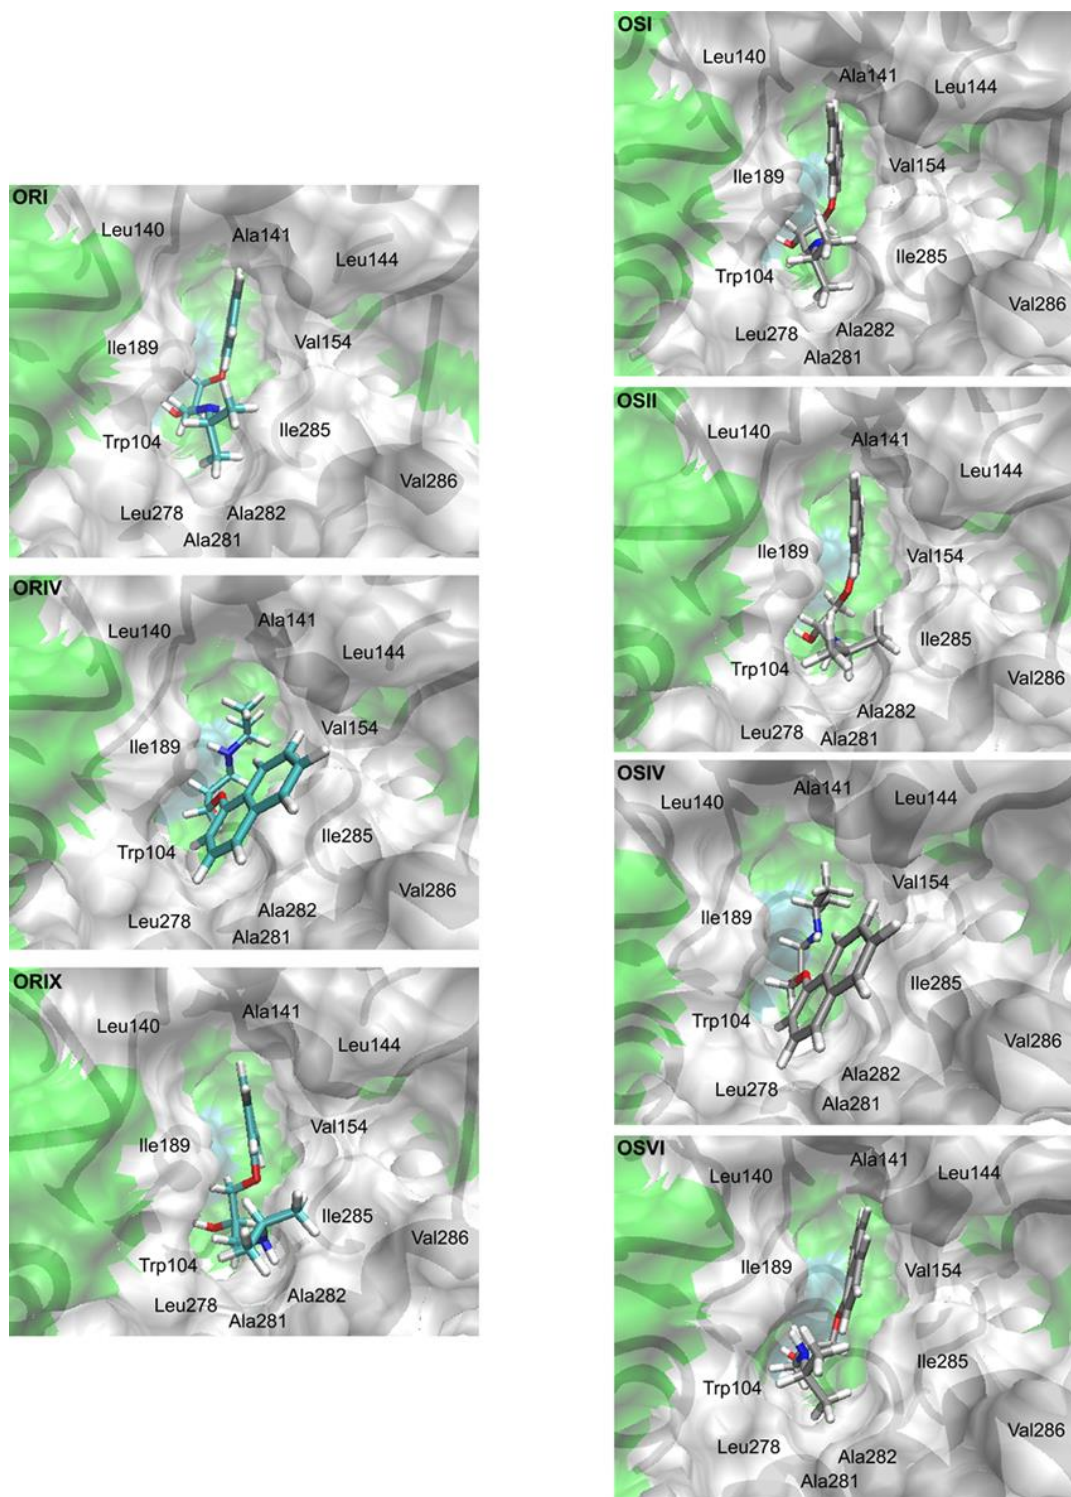 ORI
Leu140
Ala141
Leu144
Ile189
Val154
Trp104
Ile285
Val286
Leu278
Ala282
Ala281
ORIV
Leu140
Ala141
Leu144
Ile189
Val154
Trp104
Ile285
Val286
Leu278
Ala282
Ala281
ORIX
Leu140
Ala141
Leu144
Ile189
Val154
Ile285
Val286
Trp104
Leu278
Ala282
Ala281
OSI
Leu140
Ala141
Leu144
Ile189
Val154
Trp104
Ile285
Val286
Leu278
Ala282
Ala281
OSII
Leu140
Ala141
Leu144
Ile189
Val154
Trp104
Ile285
Val286
Leu278
Ala282
Ala281
OSIV
Leu140
Ala141
Leu144
Ile189
Val154
Trp104
Ile285
Val286
Leu278
Ala282
Ala281
OSVI
Leu140
Ala141
Leu144
Ile189
Val154
Trp104
Ile285
Val286
Leu278
Ala282
Ala281